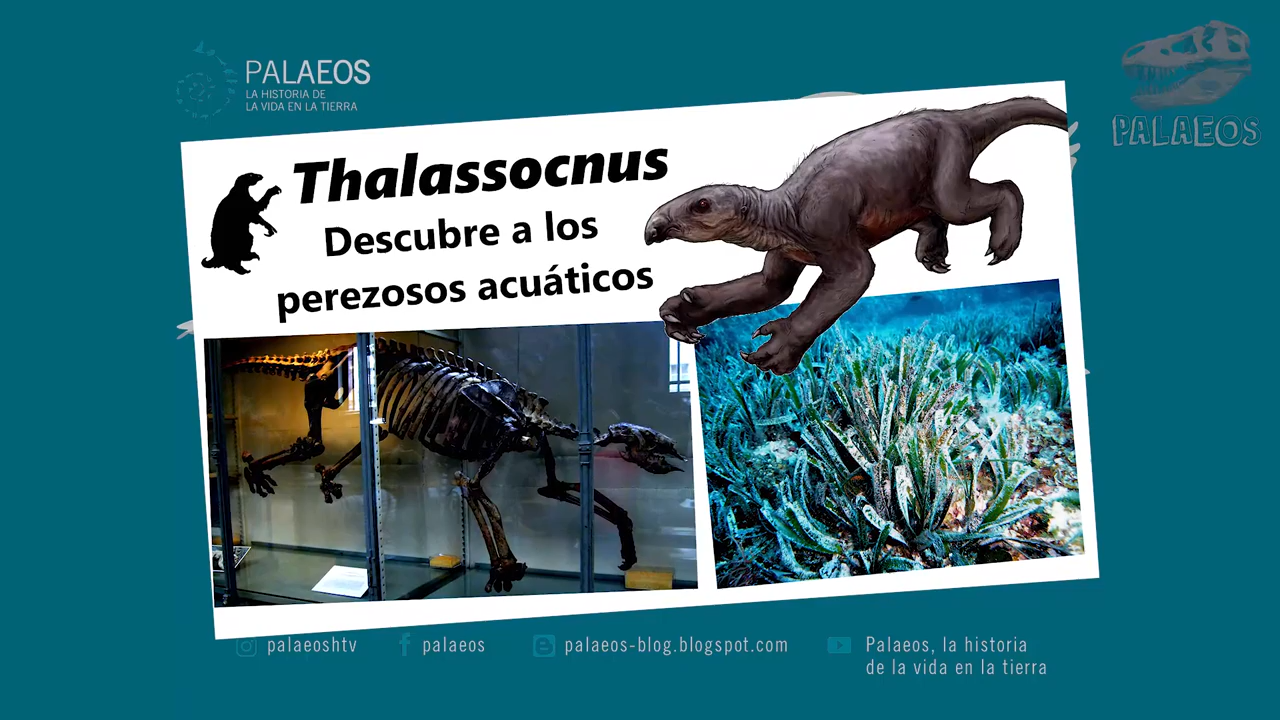 PALAEOS
LA HISTORIA DE
LA VIDA EN LA TIERRA
PALAEOS
Thalassocnus
Descubre a los
perezosos acuáticos
palaeoshtv
palaeos
palaeos-blog.blogspot.com
Palaeos, la historia
de la vida en la tierra